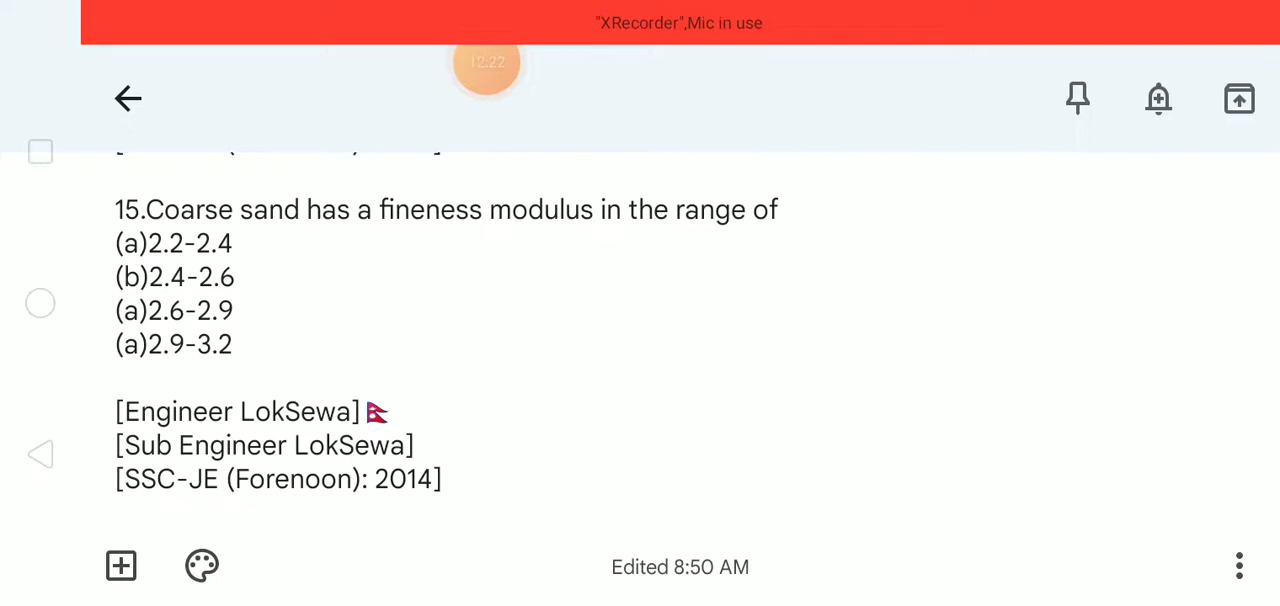 "XRecorder",Mic in use
12:22
15.Coarse sand has a fineness modulus in the range of
(a)2.2-2.4
(b)2.4-2.6
(a)2.6-2.9
(a)2.9-3.2
[Engineer LokSewa]🇳🇵
[Sub Engineer LokSewa]
[SSC-JE (Forenoon): 2014]
Edited 8:50 AM